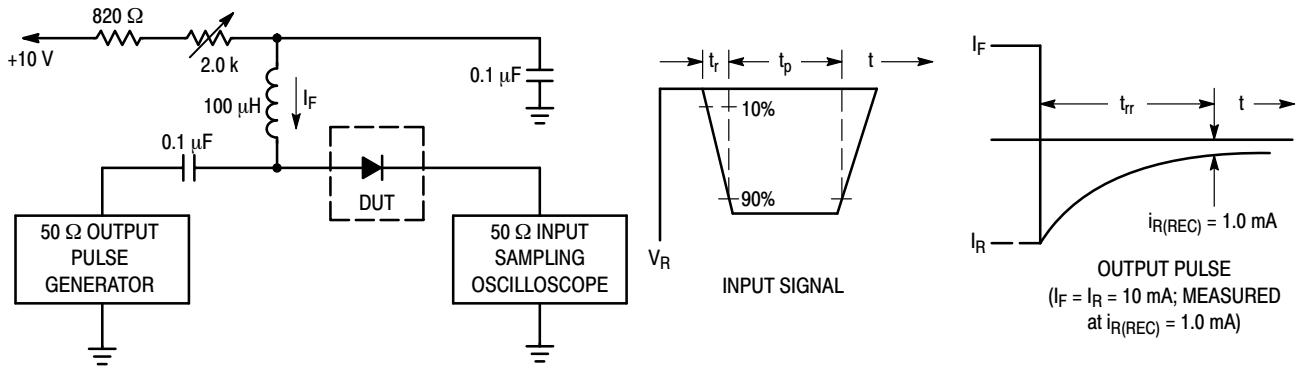 820 Ω
+10 V
2.0 k
100 μH
I_F
0.1 μF
0.1 μF
DUT
50 Ω OUTPUT
PULSE
GENERATOR
50 Ω INPUT
SAMPLING
OSCILLOSCOPE
t_r
t_p
t
10%
90%
V_R
INPUT SIGNAL
I_F
t_rr
t
I_R
i_R(REC) = 1.0 mA
OUTPUT PULSE
(I_F = I_R = 10 mA; MEASURED
at i_R(REC) = 1.0 mA)